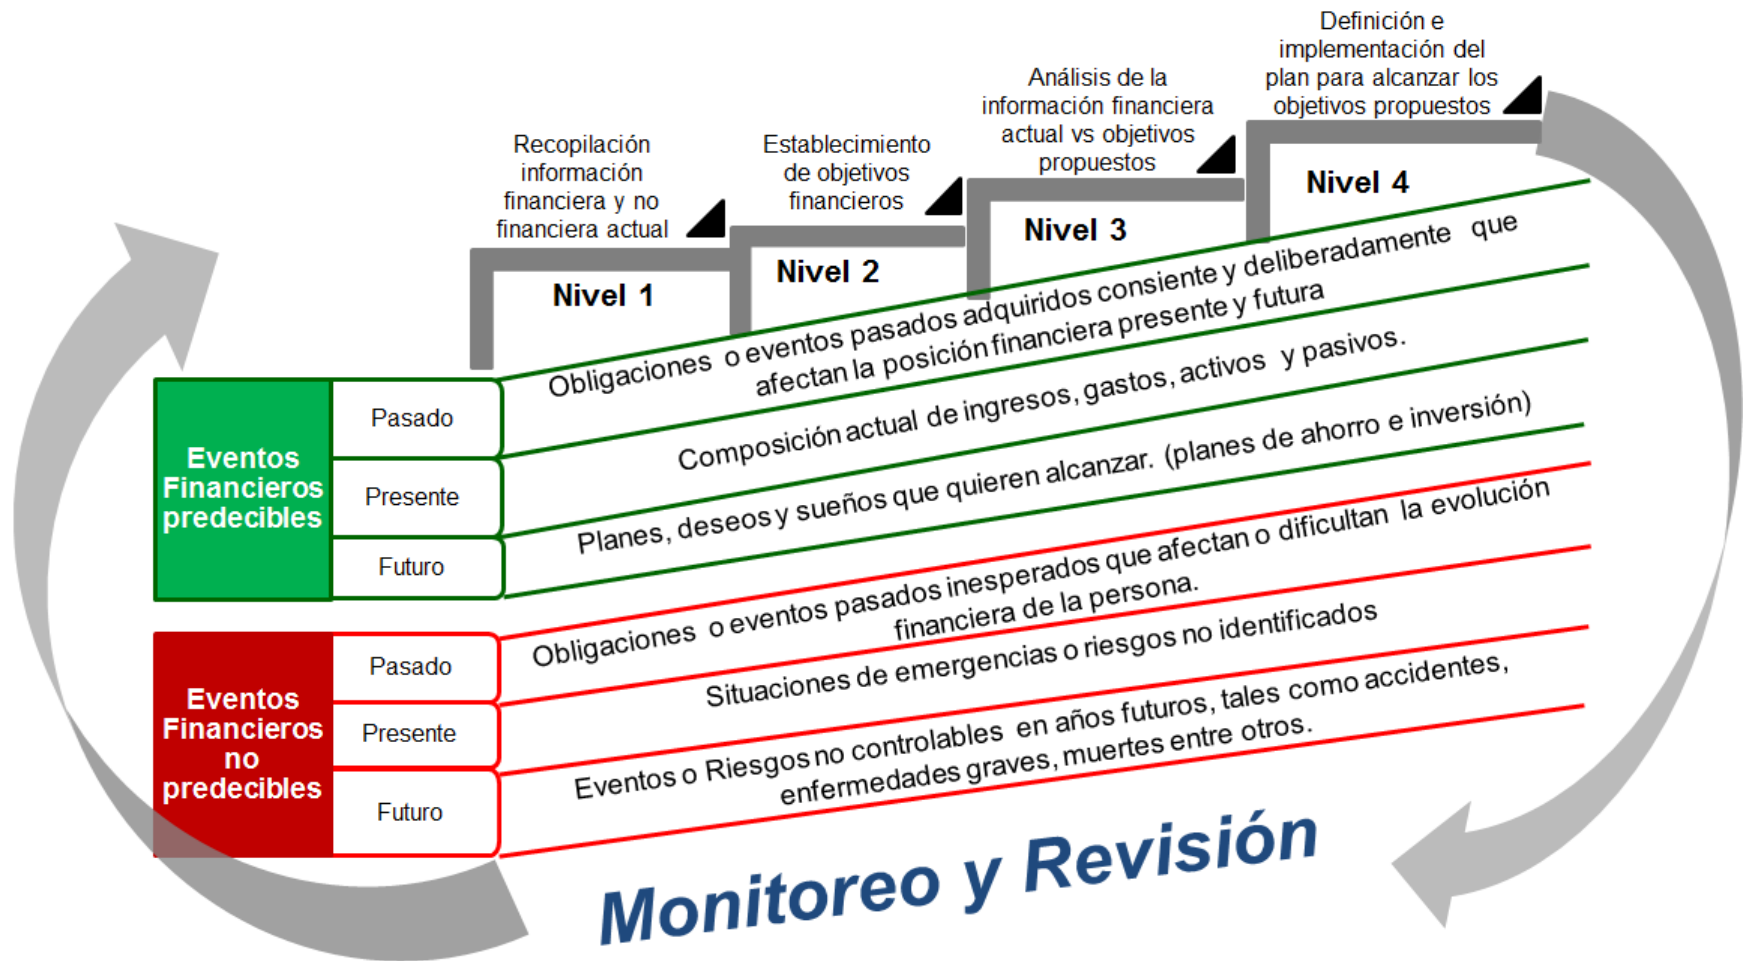 Definición e
implementación del
plan para alcanzar los
objetivos propuestos
Análisis de la
información financiera
actual vs objetivos
propuestos
Establecimiento
de objetivos
financieros
Recopilación
información
financiera y no
financiera actual
Nivel 1
Nivel 2
Nivel 3
Nivel 4
Eventos
Financieros
predecibles
Pasado
Obligaciones o eventos pasados adquiridos consiente y deliberadamente que
afectan la posición financiera presente y futura
Presente
Composición actual de ingresos, gastos, activos y pasivos.
Futuro
Planes, deseos y sueños que quieren alcanzar. (planes de ahorro e inversión)
Eventos
Financieros
no
predecibles
Pasado
Obligaciones o eventos pasados inesperados que afectan o dificultan la evolución
financiera de la persona.
Presente
Situaciones de emergencias o riesgos no identificados
Futuro
Eventos o Riesgos no controlables en años futuros, tales como accidentes,
enfermedades graves, muertes entre otros.
Monitoreo y Revisión